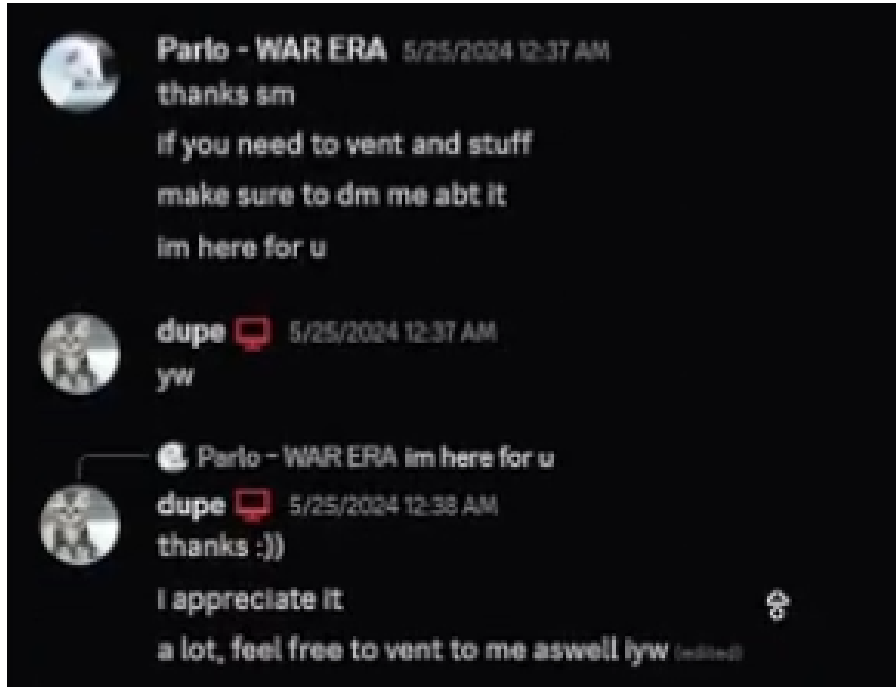 Parlo - WAR ERA 5/25/2024 12:37 AM
thanks sm
if you need to vent and stuff
make sure to dm me abt it
im here for u
dupe 5/25/2024 12:37 AM
yw
Parlo - WAR ERA im here for u
dupe 5/25/2024 12:38 AM
thanks :))
i appreciate it
a lot, feel free to vent to me aswell iyw (edited)